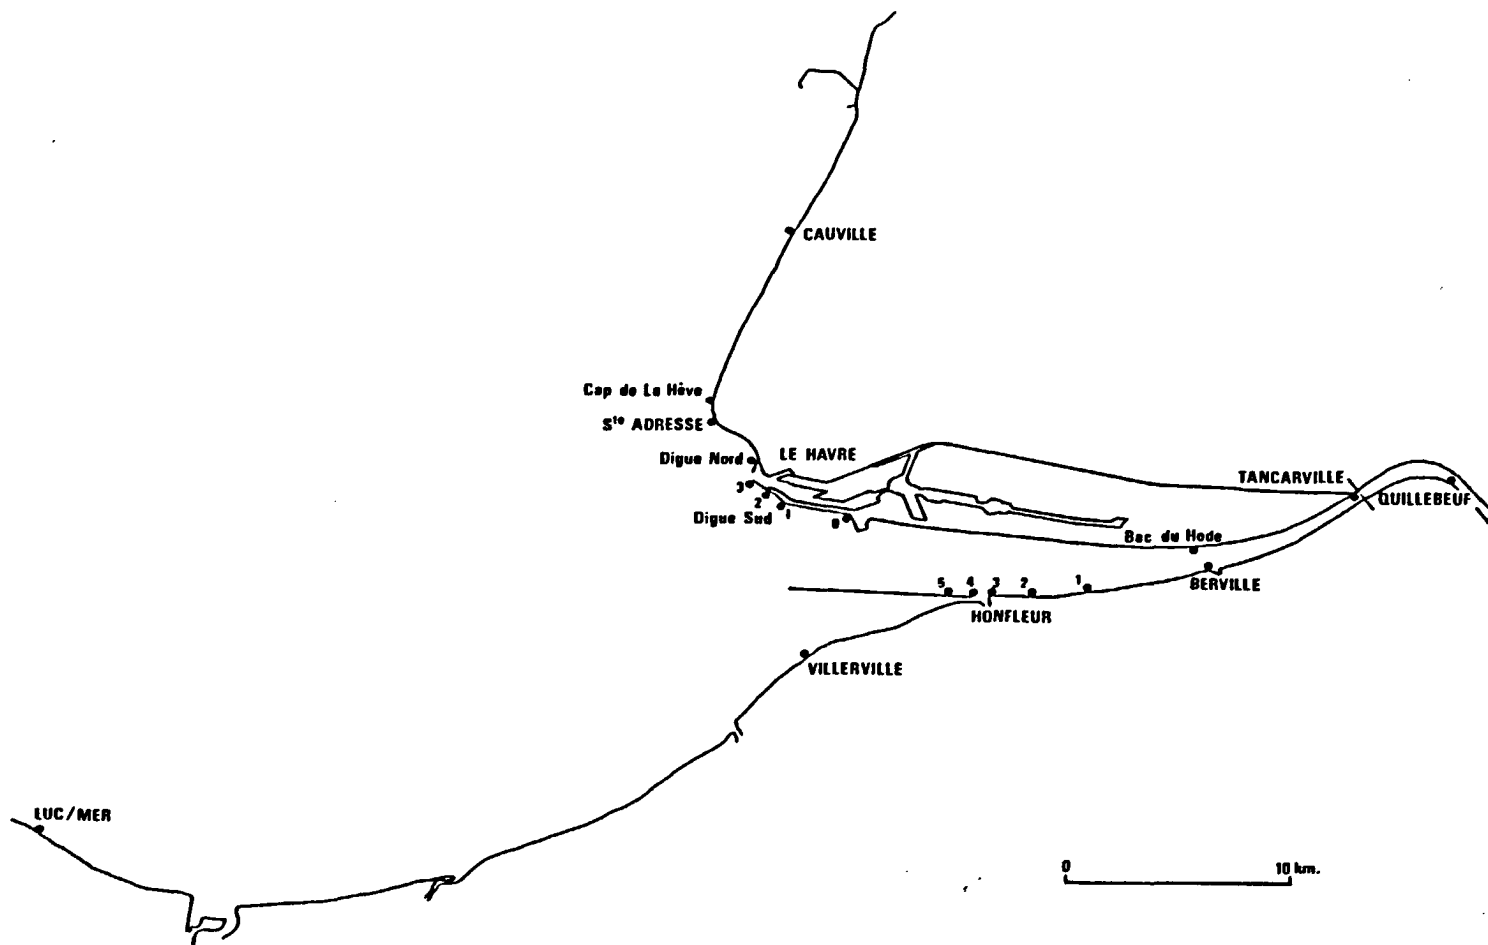 CAUVILLE
Cap de La Hève
Ste ADRESSE
Digue Nord
LE HAVRE
3
2
1
Digue Sud
0
TANCARVILLE
QUILLEBEUF
Bac du Hode
BERVILLE
5 4 3 2 1
HONFLEUR
VILLERVILLE
LUC/MER
0 10 km.